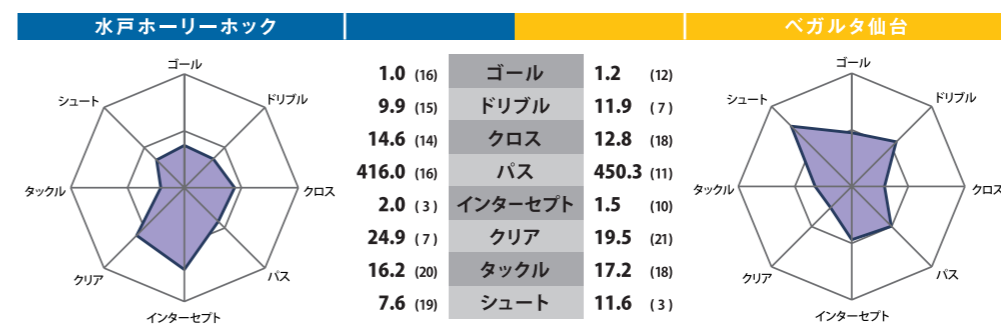 水戸ホーリーホック ベガルタ仙台
ゴール
シュート ドリブル
タックル クロス
クリア パス
インターセプト
1.0 (16) ゴール 1.2 (12)
9.9 (15) ドリブル 11.9 (7)
14.6 (14) クロス 12.8 (18)
416.0 (16) パス 450.3 (11)
2.0 (3) インターセプト 1.5 (10)
24.9 (7) クリア 19.5 (21)
16.2 (20) タックル 17.2 (18)
7.6 (19) シュート 11.6 (3)
ゴール
シュート ドリブル
タックル クロス
クリア パス
インターセプト